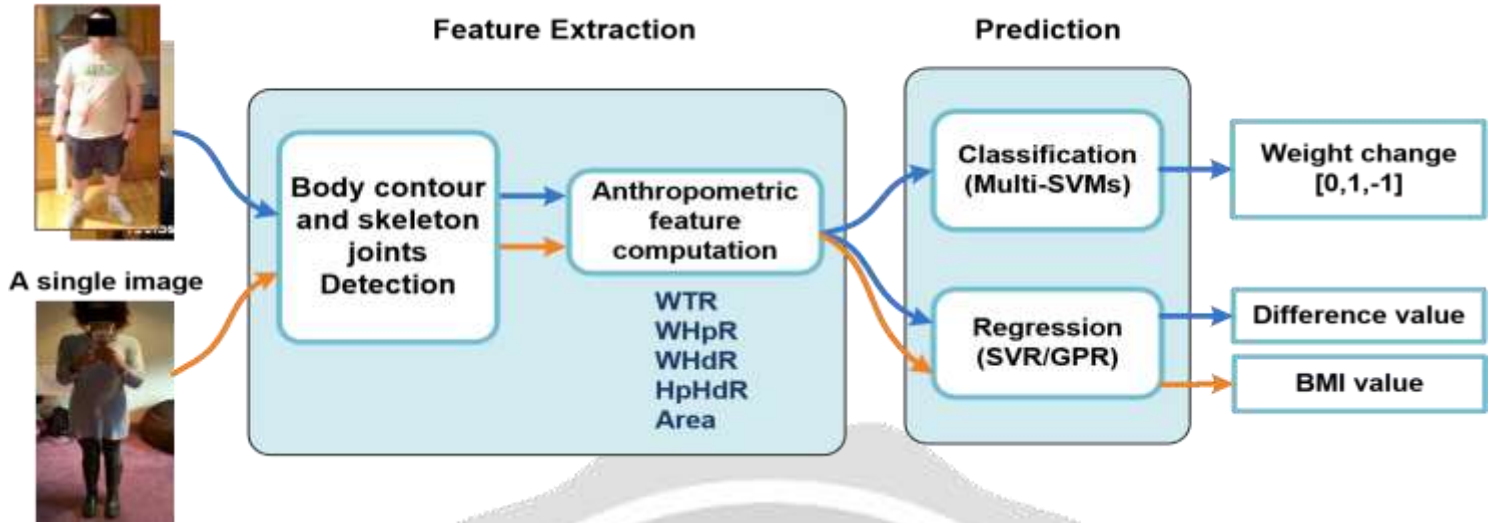 Feature Extraction
Prediction
A single image
Body contour
and skeleton
joints
Detection
Anthropometric
feature
computation
WTR
WHpR
WHdR
HpHdR
Area
Classification
(Multi-SVMs)
Regression
(SVR/GPR)
Weight change
[0,1,-1]
Difference value
BMI value